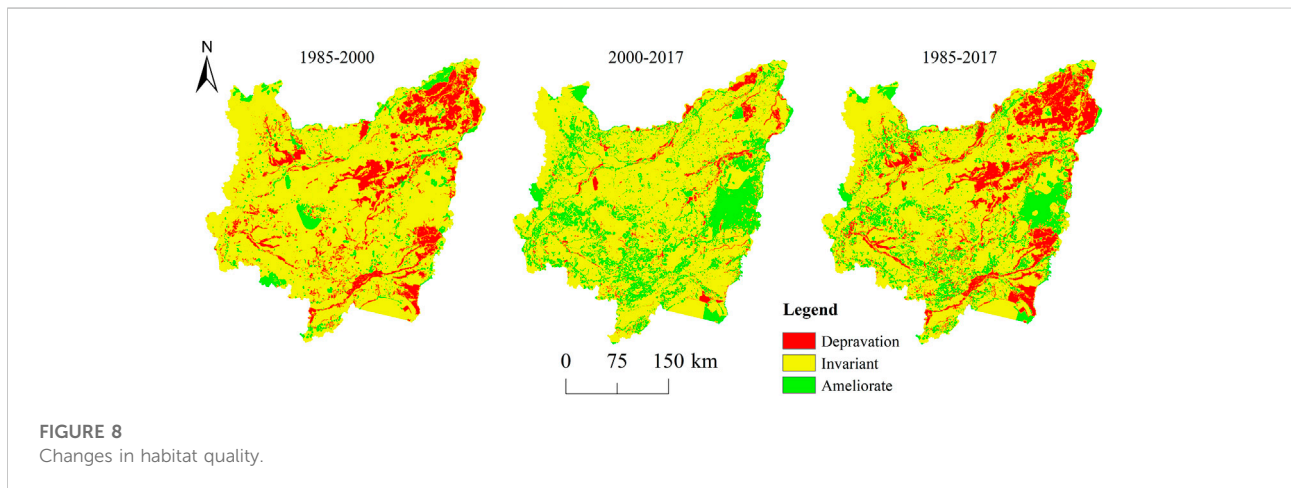 N
1985-2000
2000-2017
1985-2017
Legend
Depravation
Invariant
Ameliorate
0 75 150 km
FIGURE 8
Changes in habitat quality.